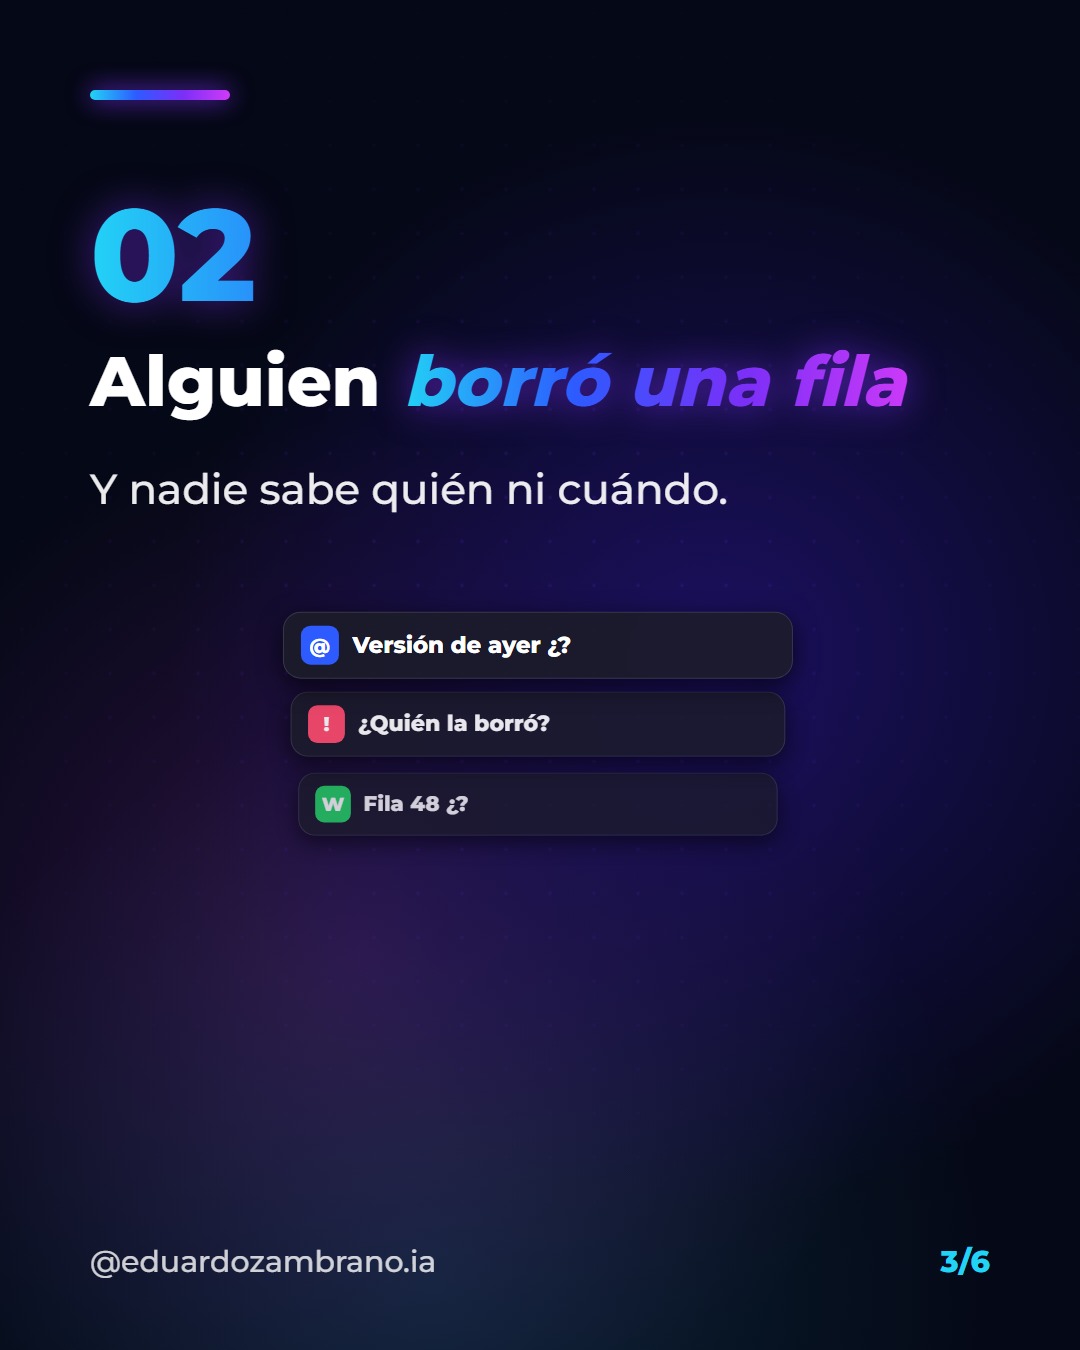 02
Alguien borró una fila
Y nadie sabe quién ni cuándo.
@ Versión de ayer ¿?
! ¿Quién la borró?
W Fila 48 ¿?
@eduardozambrano.ia
3/6